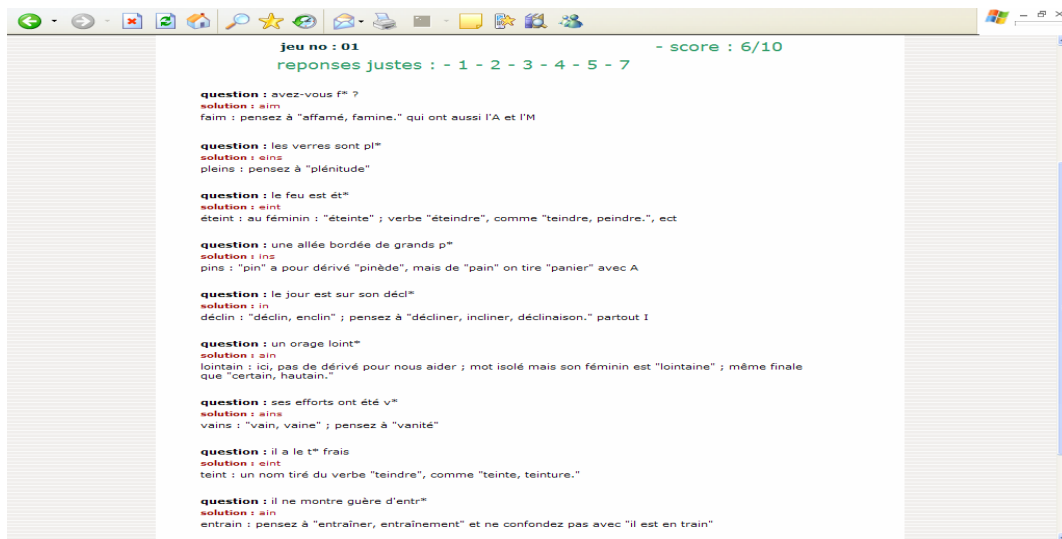 jeu no : 01 - score : 6/10
reponses justes : - 1 - 2 - 3 - 4 - 5 - 7
question : avez-vous f* ?
solution : aim
faim : pensez à "affamé, famine." qui ont aussi l'A et l'M
question : les verres sont pl*
solution : eins
pleins : pensez à "plénitude"
question : le feu est ét*
solution : eint
éteint : au féminin : "éteinte" ; verbe "éteindre", comme "teindre, peindre.", ect
question : une allée bordée de grands p*
solution : ins
pins : "pin" a pour dérivé "pinède", mais de "pain" on tire "panier" avec A
question : le jour est sur son décl*
solution : in
déclin : "déclin, enclin" ; pensez à "décliner, incliner, déclinaison." partout I
question : un orage loint*
solution : ain
lointain : ici, pas de dérivé pour nous aider ; mot isolé mais son féminin est "lointaine" ; même finale
que "certain, hautain."
question : ses efforts ont été v*
solution : ains
vains : "vain, vaine" ; pensez à "vanité"
question : il a le t* frais
solution : eint
teint : un nom tiré du verbe "teindre", comme "teinte, teinture."
question : il ne montre guère d'entr*
solution : ain
entrain : pensez à "entraîner, entraînement" et ne confondez pas avec "il est en train"